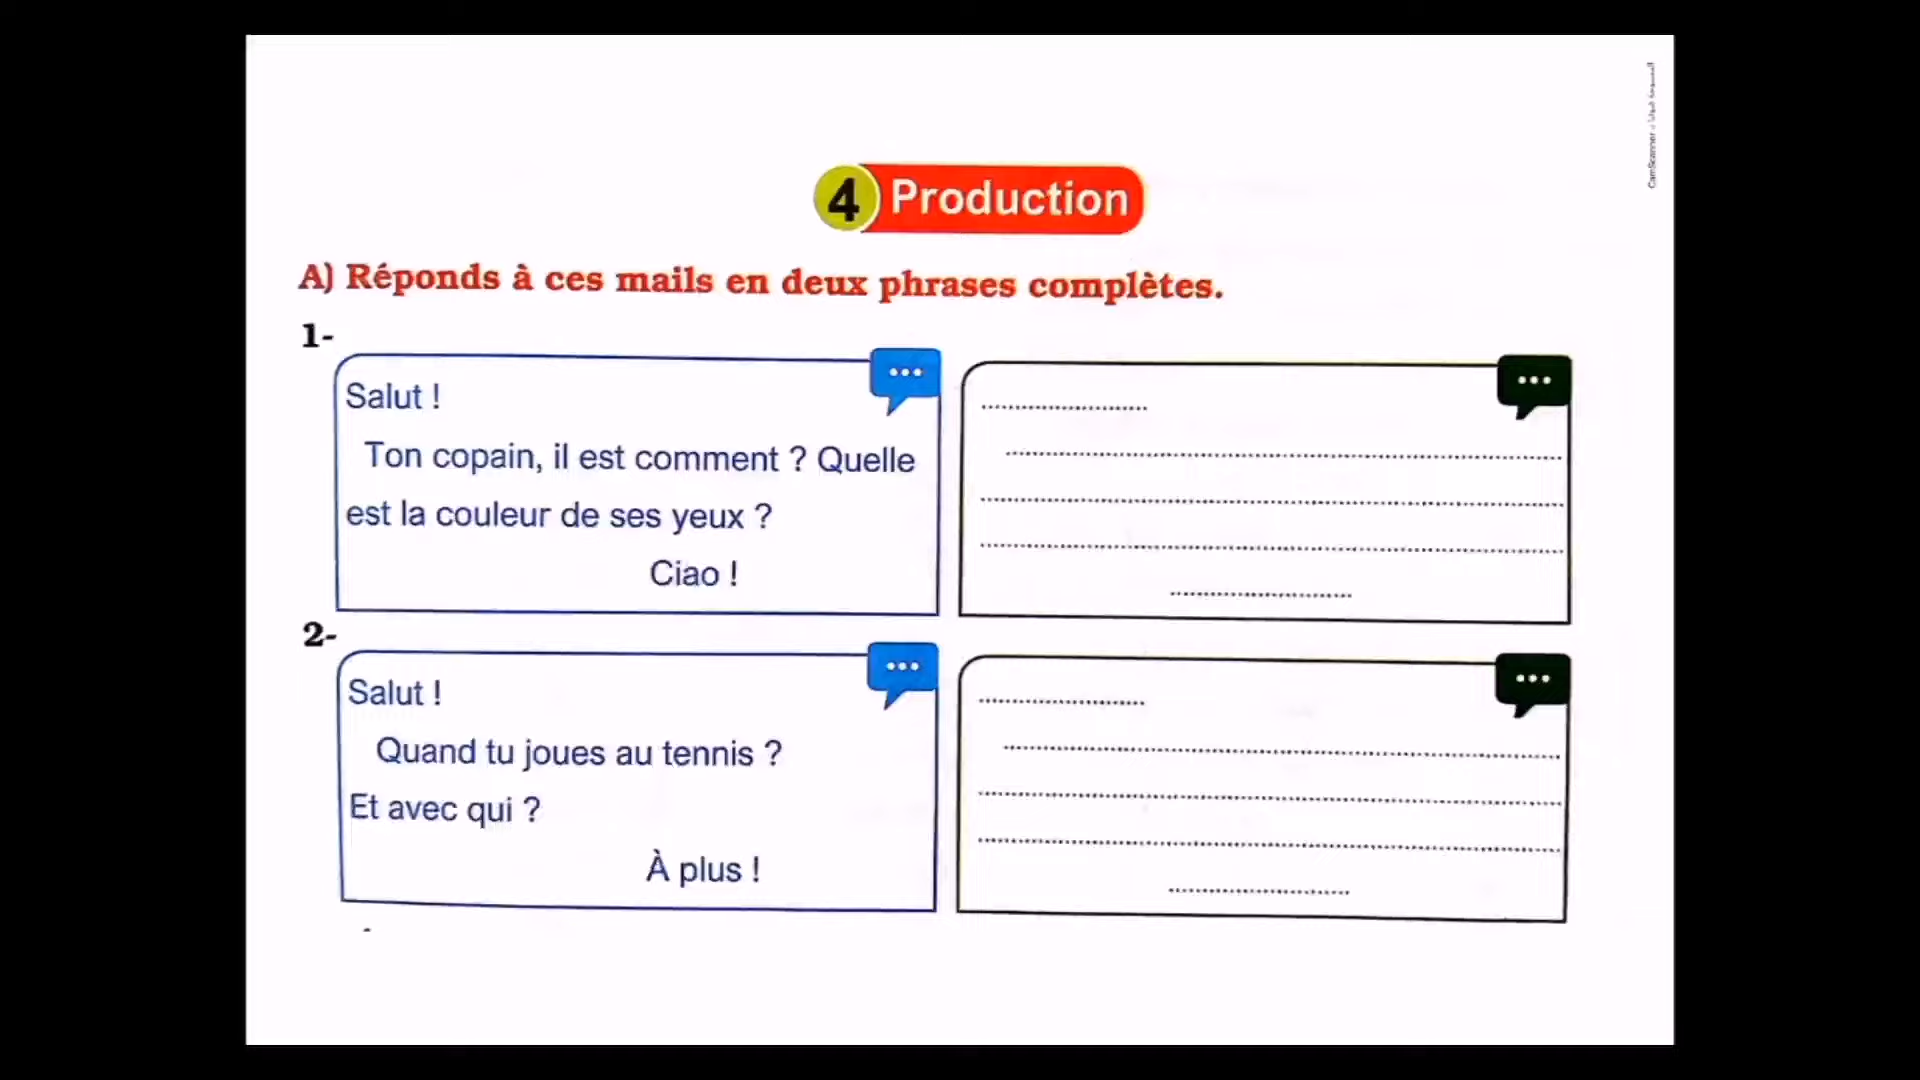 4 Production
A) Réponds à ces mails en deux phrases complètes.
1-
Salut !
Ton copain, il est comment ? Quelle
est la couleur de ses yeux ?
Ciao !
2-
Salut !
Quand tu joues au tennis ?
Et avec qui ?
À plus !
CamScanner